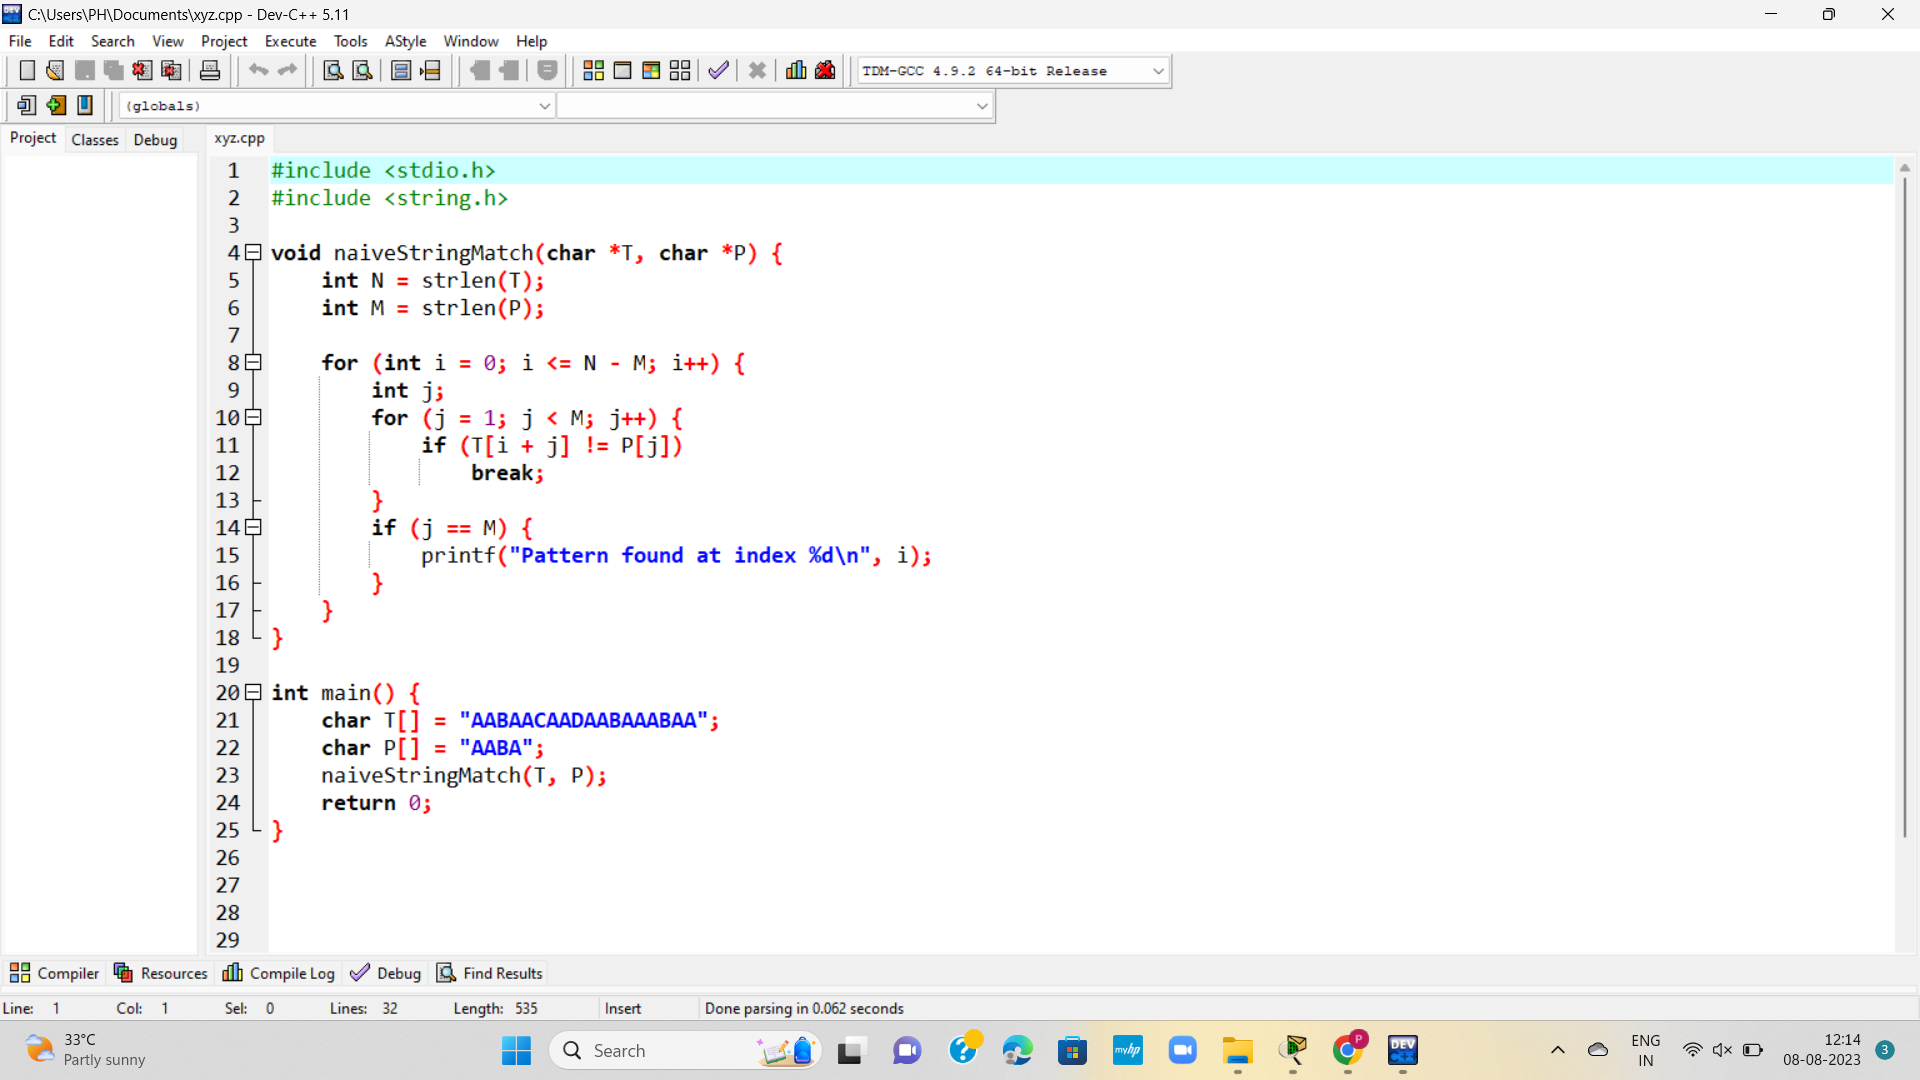 C:\Users\PH\Documents\xyz.cpp - Dev-C++ 5.11
File Edit Search View Project Execute Tools AStyle Window Help
TDM-GCC 4.9.2 64-bit Release
(globals)
Project Classes Debug xyz.cpp
1 #include <stdio.h>
2 #include <string.h>
3
4 void naiveStringMatch(char *T, char *P) {
5     int N = strlen(T);
6     int M = strlen(P);
7
8     for (int i = 0; i <= N - M; i++) {
9         int j;
10         for (j = 1; j < M; j++) {
11             if (T[i + j] != P[j])
12                 break;
13         }
14         if (j == M) {
15             printf("Pattern found at index %d\n", i);
16         }
17     }
18 }
19
20 int main() {
21     char T[] = "AABAACAADAABAAABAA";
22     char P[] = "AABA";
23     naiveStringMatch(T, P);
24     return 0;
25 }
26
27
28
29
Compiler Resources Compile Log Debug Find Results
Line: 1 Col: 1 Sel: 0 Lines: 32 Length: 535 Insert Done parsing in 0.062 seconds
33°C
Partly sunny
Search
myhp
P
DEV
C++
ENG
IN
12:14
08-08-2023
3